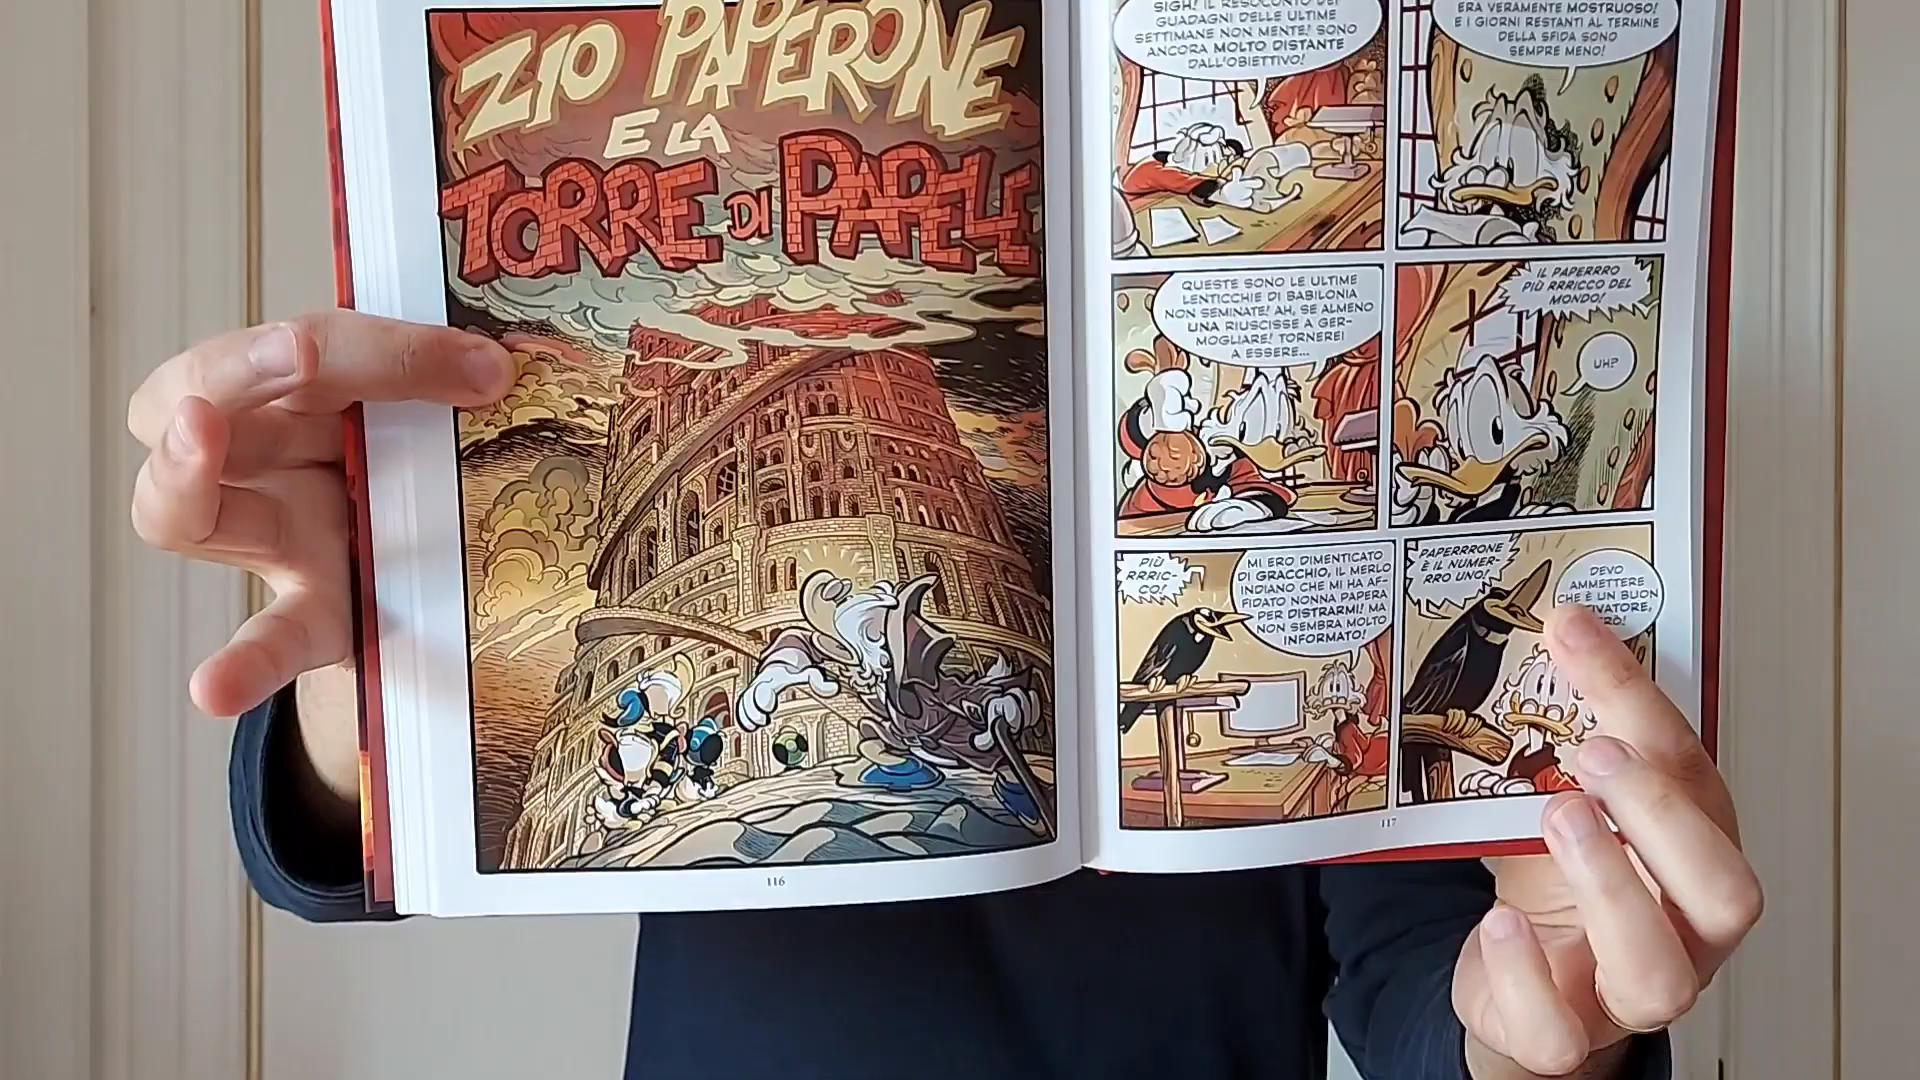 ZIO PAPERONE
E LA
TORRE DI PAPELE
116
SIGH! IL RESOCONTO DEI
GUADAGNI DELLE ULTIME
SETTIMANE NON MENTE! SONO
ANCORA MOLTO DISTANTE
DALL'OBIETTIVO!
ERA VERAMENTE MOSTRUOSO!
E I GIORNI RESTANTI AL TERMINE
DELLA SFIDA SONO
SEMPRE MENO!
QUESTE SONO LE ULTIME
LENTICCHIE DI BABILONIA
NON SEMINATE! AH, SE ALMENO
UNA RIUSCISSE A GER-
MOGLIARE! TORNEREI
A ESSERE...
IL PAPERRRO
PIÙ RRRICCO DEL
MONDO!
UH?
PIÙ
RRRIC-
CO!
MI ERO DIMENTICATO
DI GRACCHIO, IL MERLO
INDIANO CHE MI HA AF-
FIDATO NONNA PAPERA
PER DISTRARMI! MA
NON SEMBRA MOLTO
INFORMATO!
PAPERRRONE
È IL NUMER-
RRO UNO!
DEVO
AMMETTERE
CHE È UN BUON
117